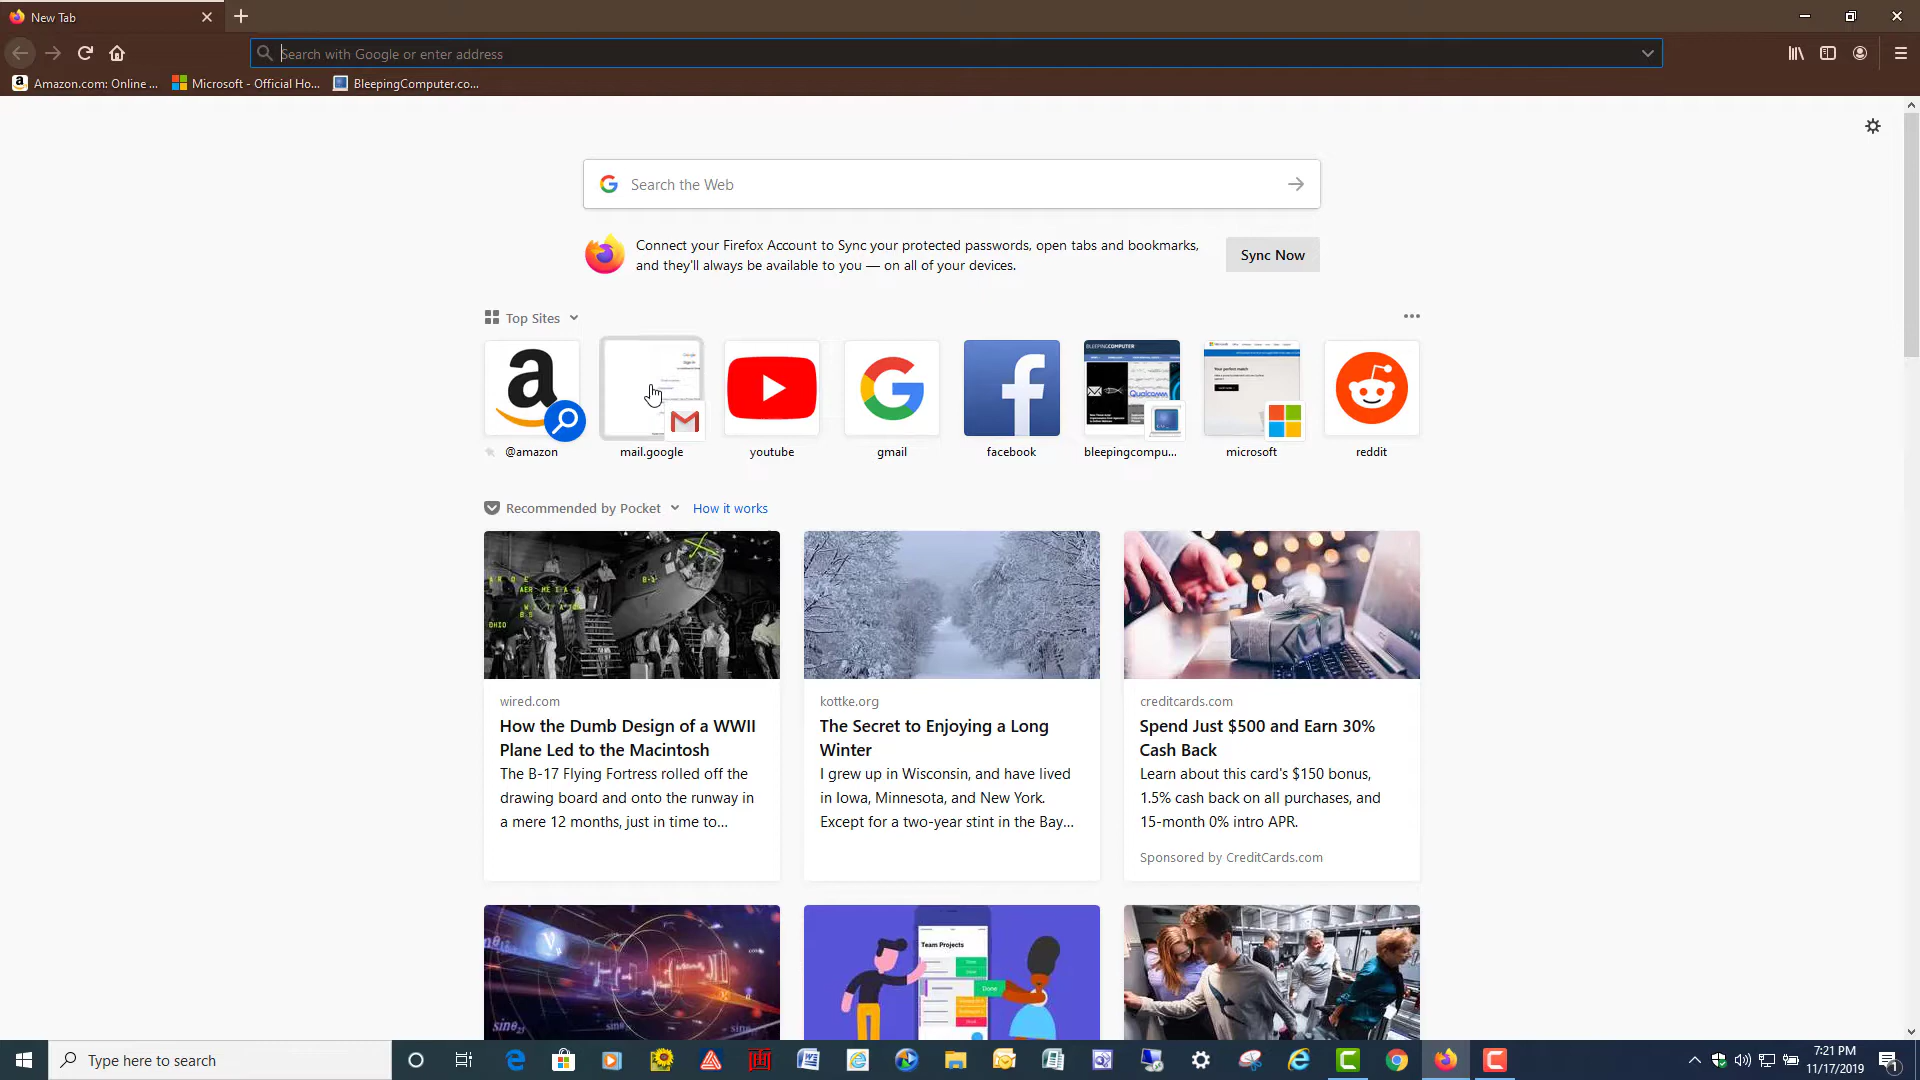 New Tab
Search with Google or enter address
Amazon.com: Online ...
Microsoft - Official Ho...
BleepingComputer.co...
Search the Web
Connect your Firefox Account to Sync your protected passwords, open tabs and bookmarks,
and they'll always be available to you — on all of your devices.
Sync Now
Top Sites
BLEEPINGCOMPUTER
Qualcomm
Your perfect match
@amazon
mail.google
youtube
gmail
facebook
bleepingcompu...
microsoft
reddit
Recommended by Pocket
How it works
OHIO
wired.com
How the Dumb Design of a WWII
Plane Led to the Macintosh
The B-17 Flying Fortress rolled off the
drawing board and onto the runway in
a mere 12 months, just in time to...
kottke.org
The Secret to Enjoying a Long
Winter
I grew up in Wisconsin, and have lived
in Iowa, Minnesota, and New York.
Except for a two-year stint in the Bay...
creditcards.com
Spend Just $500 and Earn 30%
Cash Back
Learn about this card's $150 bonus,
1.5% cash back on all purchases, and
15-month 0% intro APR.
Sponsored by CreditCards.com
Team Projects
Done
Type here to search
7:21 PM
11/17/2019
1